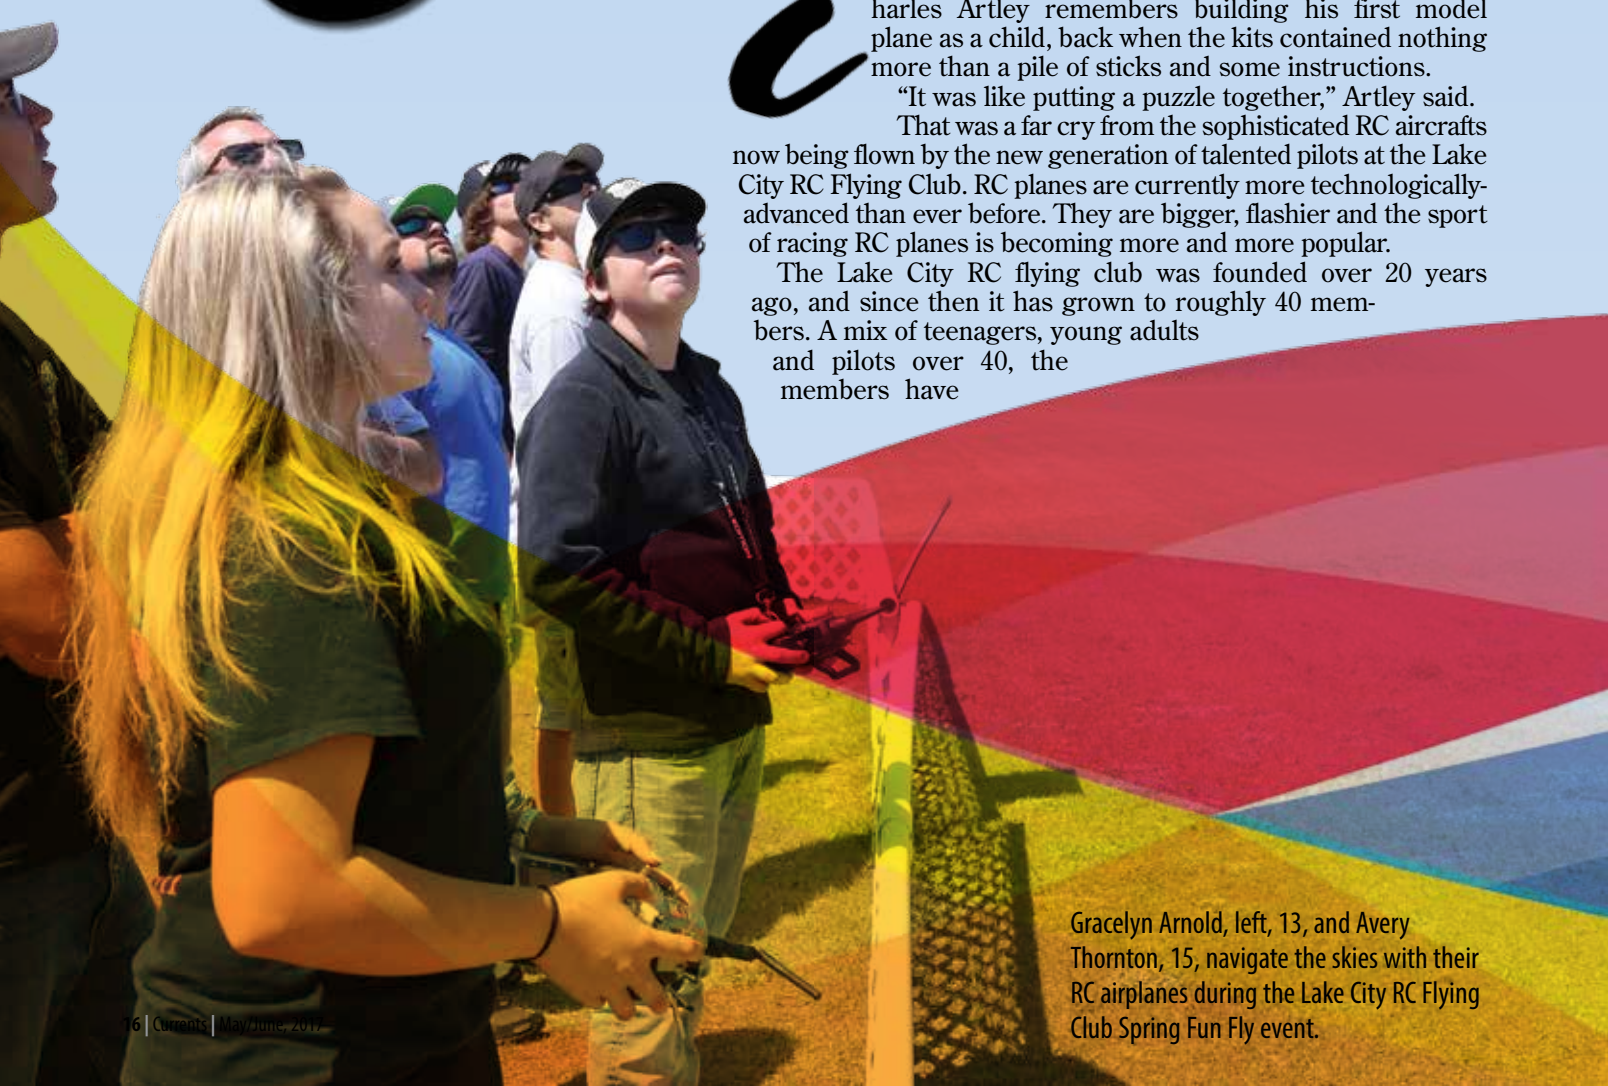 Charles Artley remembers building his first model
plane as a child, back when the kits contained nothing
more than a pile of sticks and some instructions.
“It was like putting a puzzle together,” Artley said.
That was a far cry from the sophisticated RC aircrafts
now being flown by the new generation of talented pilots at the Lake
City RC Flying Club. RC planes are currently more technologically-
advanced than ever before. They are bigger, flashier and the sport
of racing RC planes is becoming more and more popular.
The Lake City RC flying club was founded over 20 years
ago, and since then it has grown to roughly 40 mem-
bers. A mix of teenagers, young adults
and pilots over 40, the
members have
Gracelyn Arnold, left, 13, and Avery
Thornton, 15, navigate the skies with their
RC airplanes during the Lake City RC Flying
Club Spring Fun Fly event.
16 | Currents | May/June, 2017